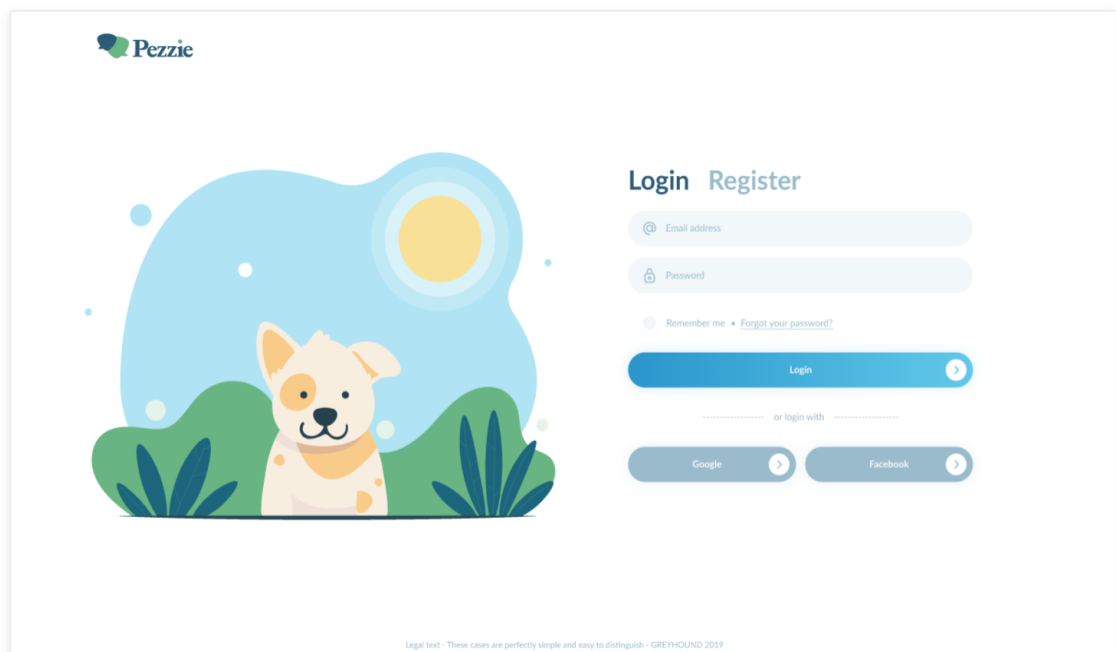 Pezzie
Login Register
@ Email address
Password
Remember me • Forgot your password?
Login
or login with
Google
Facebook
Legal text - These cases are perfectly simple and easy to distinguish - GREYHOUND 2019